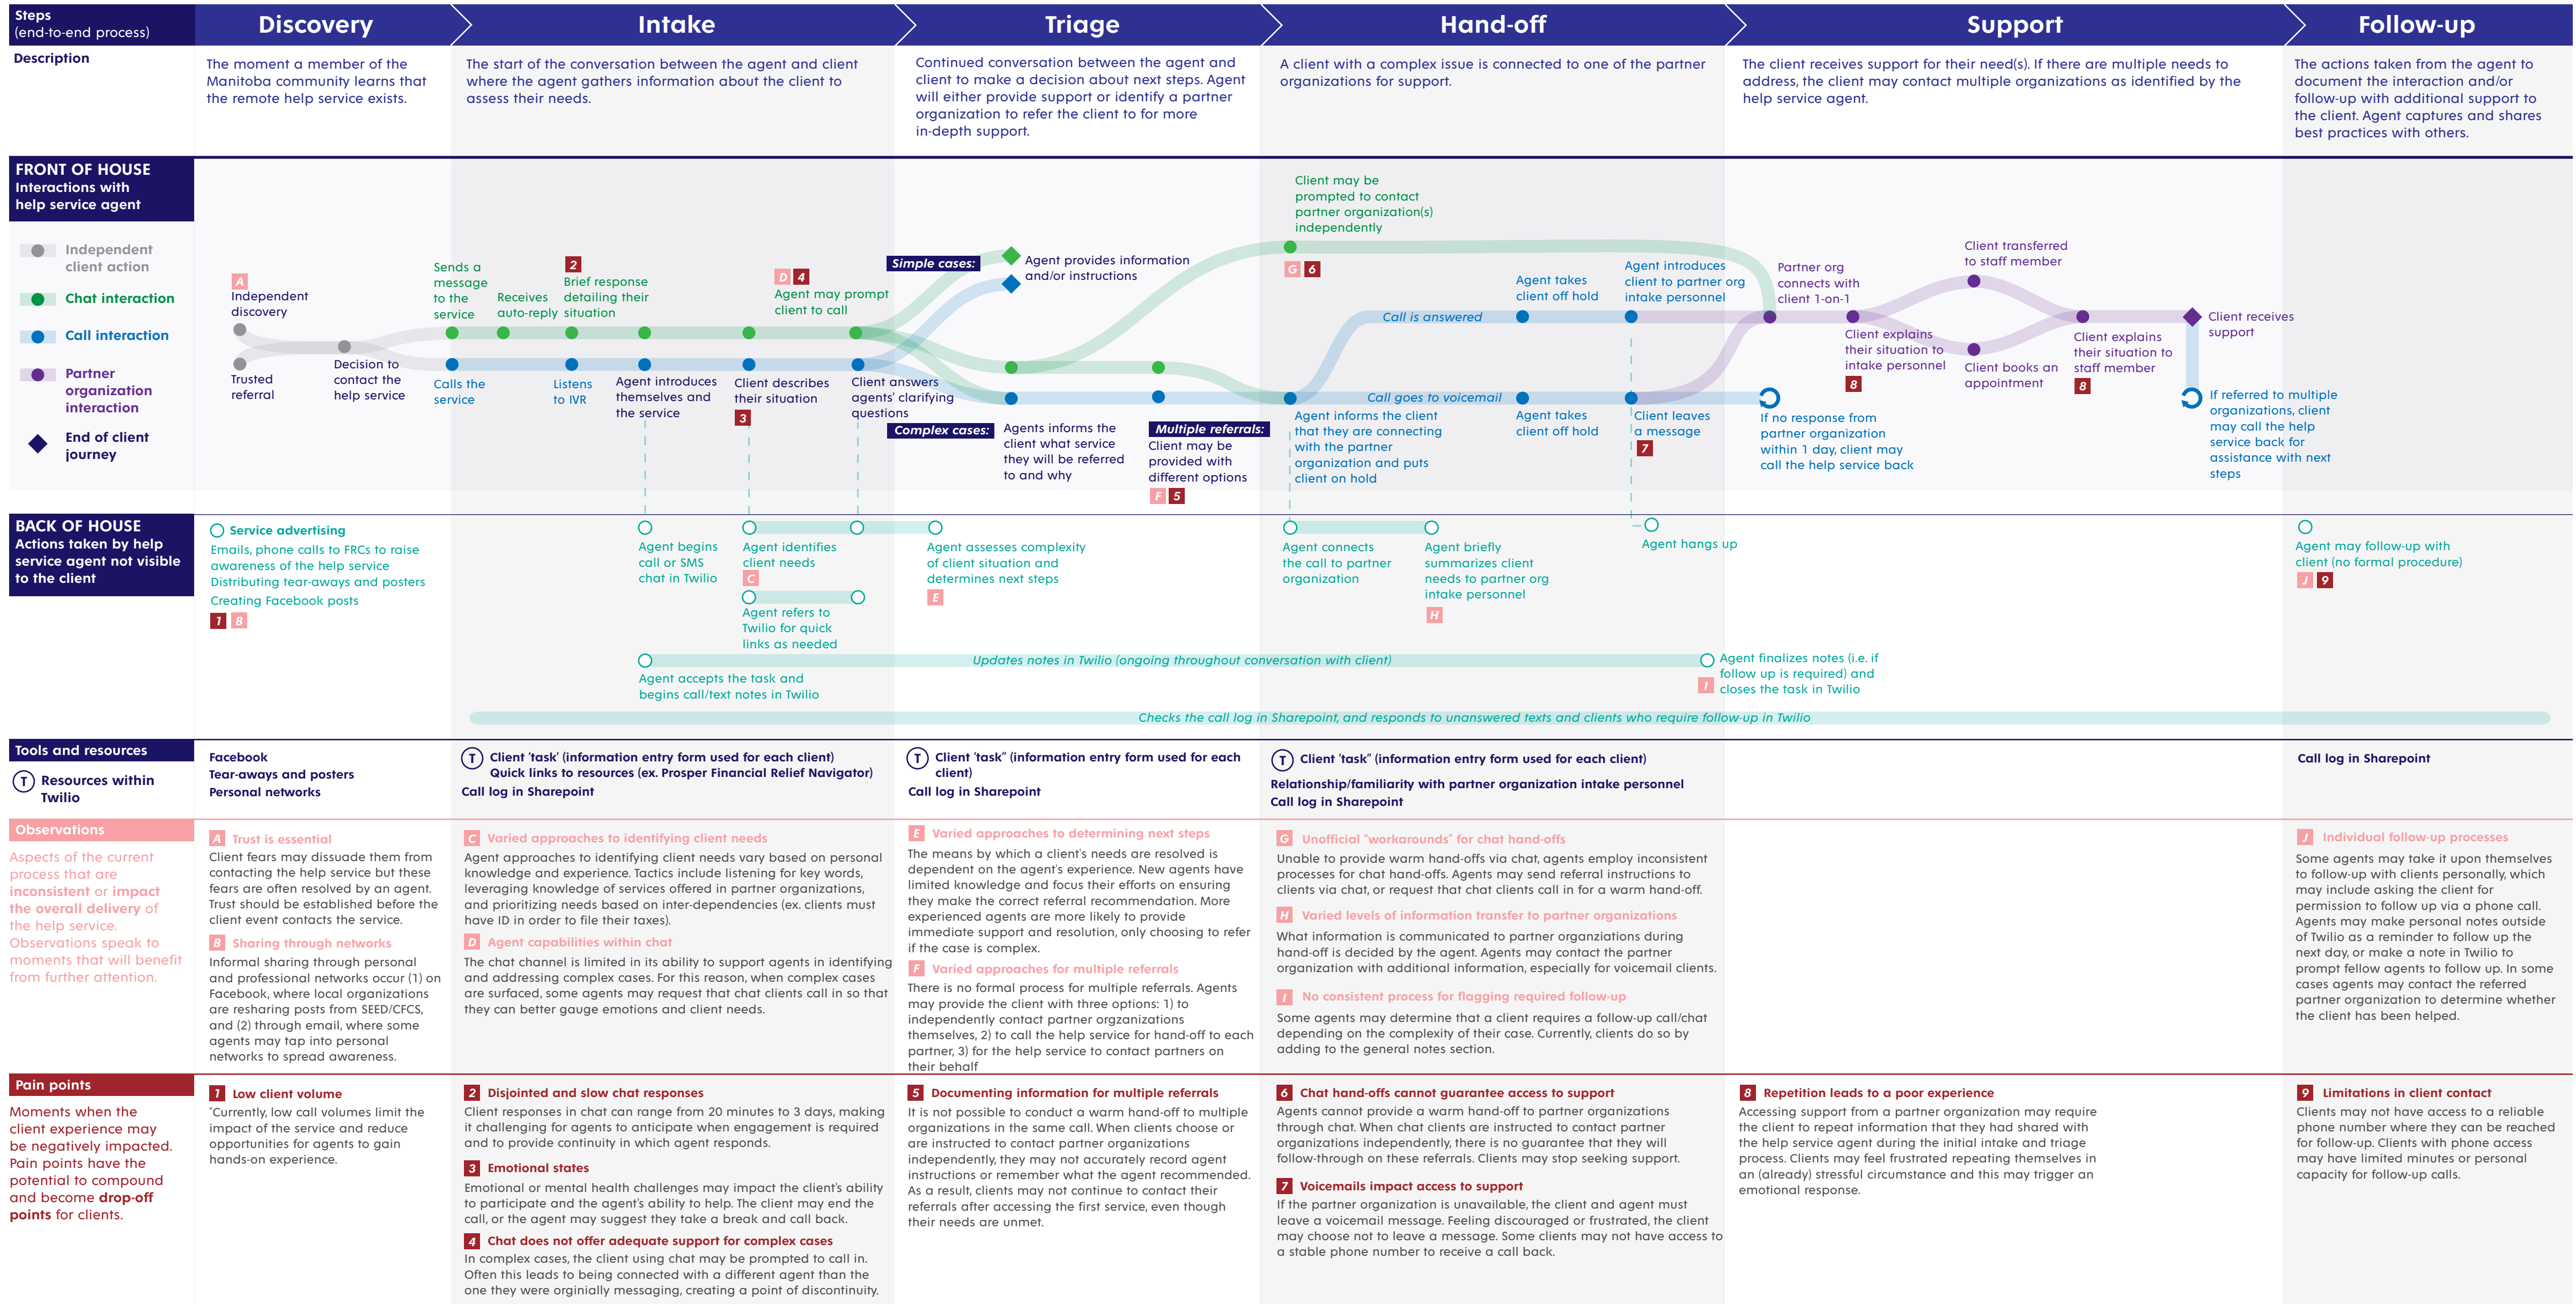 Steps
(end-to-end process)
Discovery
Intake
Triage
Hand-off
Support
Follow-up
Description
The moment a member of the
Manitoba community learns that
the remote help service exists.
The start of the conversation between the agent and client
where the agent gathers information about the client to
assess their needs.
Continued conversation between the agent and
client to make a decision about next steps. Agent
will either provide support or identify a partner
organization to refer the client to for more
in-depth support.
A client with a complex issue is connected to one of the partner
organizations for support.
The client receives support for their need(s). If there are multiple needs to
address, the client may contact multiple organizations as identified by the
help service agent.
The actions taken from the agent to
document the interaction and/or
follow-up with additional support to
the client. Agent captures and shares
best practices with others.
FRONT OF HOUSE
Interactions with
help service agent
Independent
client action
Chat interaction
Call interaction
Partner
organization
interaction
End of client
journey
A
Independent
discovery
Trusted
referral
Decision to
contact the
help service
Sends a
message
to the
service
Receives
auto-reply
2
Brief response
detailing their
situation
D 4
Agent may prompt
client to call
Calls the
service
Listens
to IVR
Agent introduces
themselves and
the service
Client describes
their situation
3
Client answers
agents' clarifying
questions
Simple cases:
Agent provides information
and/or instructions
Complex cases:
Agents informs the
client what service
they will be referred
to and why
Multiple referrals:
Client may be
provided with
different options
F 5
Client may be
prompted to contact
partner organization(s)
independently
G 6
Call is answered
Agent takes
client off hold
Agent introduces
client to partner org
intake personnel
Call goes to voicemail
Agent informs the client
that they are connecting
with the partner
organization and puts
client on hold
Agent takes
client off hold
Client leaves
a message
7
Partner org
connects with
client 1-on-1
If no response from
partner organization
within 1 day, client may
call the help service back
Client explains
their situation to
intake personnel
8
Client transferred
to staff member
Client books an
appointment
Client explains
their situation to
staff member
8
Client receives
support
If referred to multiple
organizations, client
may call the help
service back for
assistance with next
steps
BACK OF HOUSE
Actions taken by help
service agent not visible
to the client
Service advertising
Emails, phone calls to FRCs to raise
awareness of the help service
Distributing tear-aways and posters
Creating Facebook posts
1 B
Agent begins
call or SMS
chat in Twilio
Agent identifies
client needs
C
Agent refers to
Twilio for quick
links as needed
Agent assesses complexity
of client situation and
determines next steps
E
Agent connects
the call to partner
organization
Agent briefly
summarizes client
needs to partner org
intake personnel
H
Agent hangs up
Agent may follow-up with
client (no formal procedure)
J 9
Updates notes in Twilio (ongoing throughout conversation with client)
Agent accepts the task and
begins call/text notes in Twilio
Agent finalizes notes (i.e. if
follow up is required) and
closes the task in Twilio
I
Checks the call log in Sharepoint, and responds to unanswered texts and clients who require follow-up in Twilio
Tools and resources
T Resources within
Twilio
Facebook
Tear-aways and posters
Personal networks
T Client 'task' (information entry form used for each client)
Quick links to resources (ex. Prosper Financial Relief Navigator)
Call log in Sharepoint
T Client 'task" (information entry form used for each
client)
Call log in Sharepoint
T Client 'task" (information entry form used for each client)
Relationship/familiarity with partner organization intake personnel
Call log in Sharepoint
Call log in Sharepoint
Observations
Aspects of the current
process that are
inconsistent or impact
the overall delivery of
the help service.
Observations speak to
moments that will benefit
from further attention.
A Trust is essential
Client fears may dissuade them from
contacting the help service but these
fears are often resolved by an agent.
Trust should be established before the
client event contacts the service.
B Sharing through networks
Informal sharing through personal
and professional networks occur (1) on
Facebook, where local organizations
are resharing posts from SEED/CFCS,
and (2) through email, where some
agents may tap into personal
networks to spread awareness.
C Varied approaches to identifying client needs
Agent approaches to identifying client needs vary based on personal
knowledge and experience. Tactics include listening for key words,
leveraging knowledge of services offered in partner organizations,
and prioritizing needs based on inter-dependencies (ex. clients must
have ID in order to file their taxes).
D Agent capabilities within chat
The chat channel is limited in its ability to support agents in identifying
and addressing complex cases. For this reason, when complex cases
are surfaced, some agents may request that chat clients call in so that
they can better gauge emotions and client needs.
E Varied approaches to determining next steps
The means by which a client's needs are resolved is
dependent on the agent's experience. New agents have
limited knowledge and focus their efforts on ensuring
they make the correct referral recommendation. More
experienced agents are more likely to provide
immediate support and resolution, only choosing to refer
if the case is complex.
F Varied approaches for multiple referrals
There is no formal process for multiple referrals. Agents
may provide the client with three options: 1) to
independently contact partner orgzanizations
themselves, 2) to call the help service for hand-off to each
partner, 3) for the help service to contact partners on
their behalf
G Unofficial "workarounds" for chat hand-offs
Unable to provide warm hand-offs via chat, agents employ inconsistent
processes for chat hand-offs. Agents may send referral instructions to
clients via chat, or request that chat clients call in for a warm hand-off.
H Varied levels of information transfer to partner organizations
What information is communicated to partner organziations during
hand-off is decided by the agent. Agents may contact the partner
organization with additional information, especially for voicemail clients.
I No consistent process for flagging required follow-up
Some agents may determine that a client requires a follow-up call/chat
depending on the complexity of their case. Currently, clients do so by
adding to the general notes section.
J Individual follow-up processes
Some agents may take it upon themselves
to follow-up with clients personally, which
may include asking the client for
permission to follow up via a phone call.
Agents may make personal notes outside
of Twilio as a reminder to follow up the
next day, or make a note in Twilio to
prompt fellow agents to follow up. In some
cases agents may contact the referred
partner organization to determine whether
the client has been helped.
Pain points
Moments when the
client experience may
be negatively impacted.
Pain points have the
potential to compound
and become drop-off
points for clients.
1 Low client volume
"Currently, low call volumes limit the
impact of the service and reduce
opportunities for agents to gain
hands-on experience.
2 Disjointed and slow chat responses
Client responses in chat can range from 20 minutes to 3 days, making
it challenging for agents to anticipate when engagement is required
and to provide continuity in which agent responds.
3 Emotional states
Emotional or mental health challenges may impact the client's ability
to participate and the agent's ability to help. The client may end the
call, or the agent may suggest they take a break and call back.
4 Chat does not offer adequate support for complex cases
In complex cases, the client using chat may be prompted to call in.
Often this leads to being connected with a different agent than the
one they were orginially messaging, creating a point of discontinuity.
5 Documenting information for multiple referrals
It is not possible to conduct a warm hand-off to multiple
organizations in the same call. When clients choose or
are instructed to contact partner organizations
independently, they may not accurately record agent
instructions or remember what the agent recommended.
As a result, clients may not continue to contact their
referrals after accessing the first service, even though
their needs are unmet.
6 Chat hand-offs cannot guarantee access to support
Agents cannot provide a warm hand-off to partner organizations
through chat. When chat clients are instructed to contact partner
organizations independently, there is no guarantee that they will
follow-through on these referrals. Clients may stop seeking support.
7 Voicemails impact access to support
If the partner organization is unavailable, the client and agent must
leave a voicemail message. Feeling discouraged or frustrated, the client
may choose not to leave a message. Some clients may not have access to
a stable phone number to receive a call back.
8 Repetition leads to a poor experience
Accessing support from a partner organization may require
the client to repeat information that they had shared with
the help service agent during the initial intake and triage
process. Clients may feel frustrated repeating themselves in
an (already) stressful circumstance and this may trigger an
emotional response.
9 Limitations in client contact
Clients may not have access to a reliable
phone number where they can be reached
for follow-up. Clients with phone access
may have limited minutes or personal
capacity for follow-up calls.